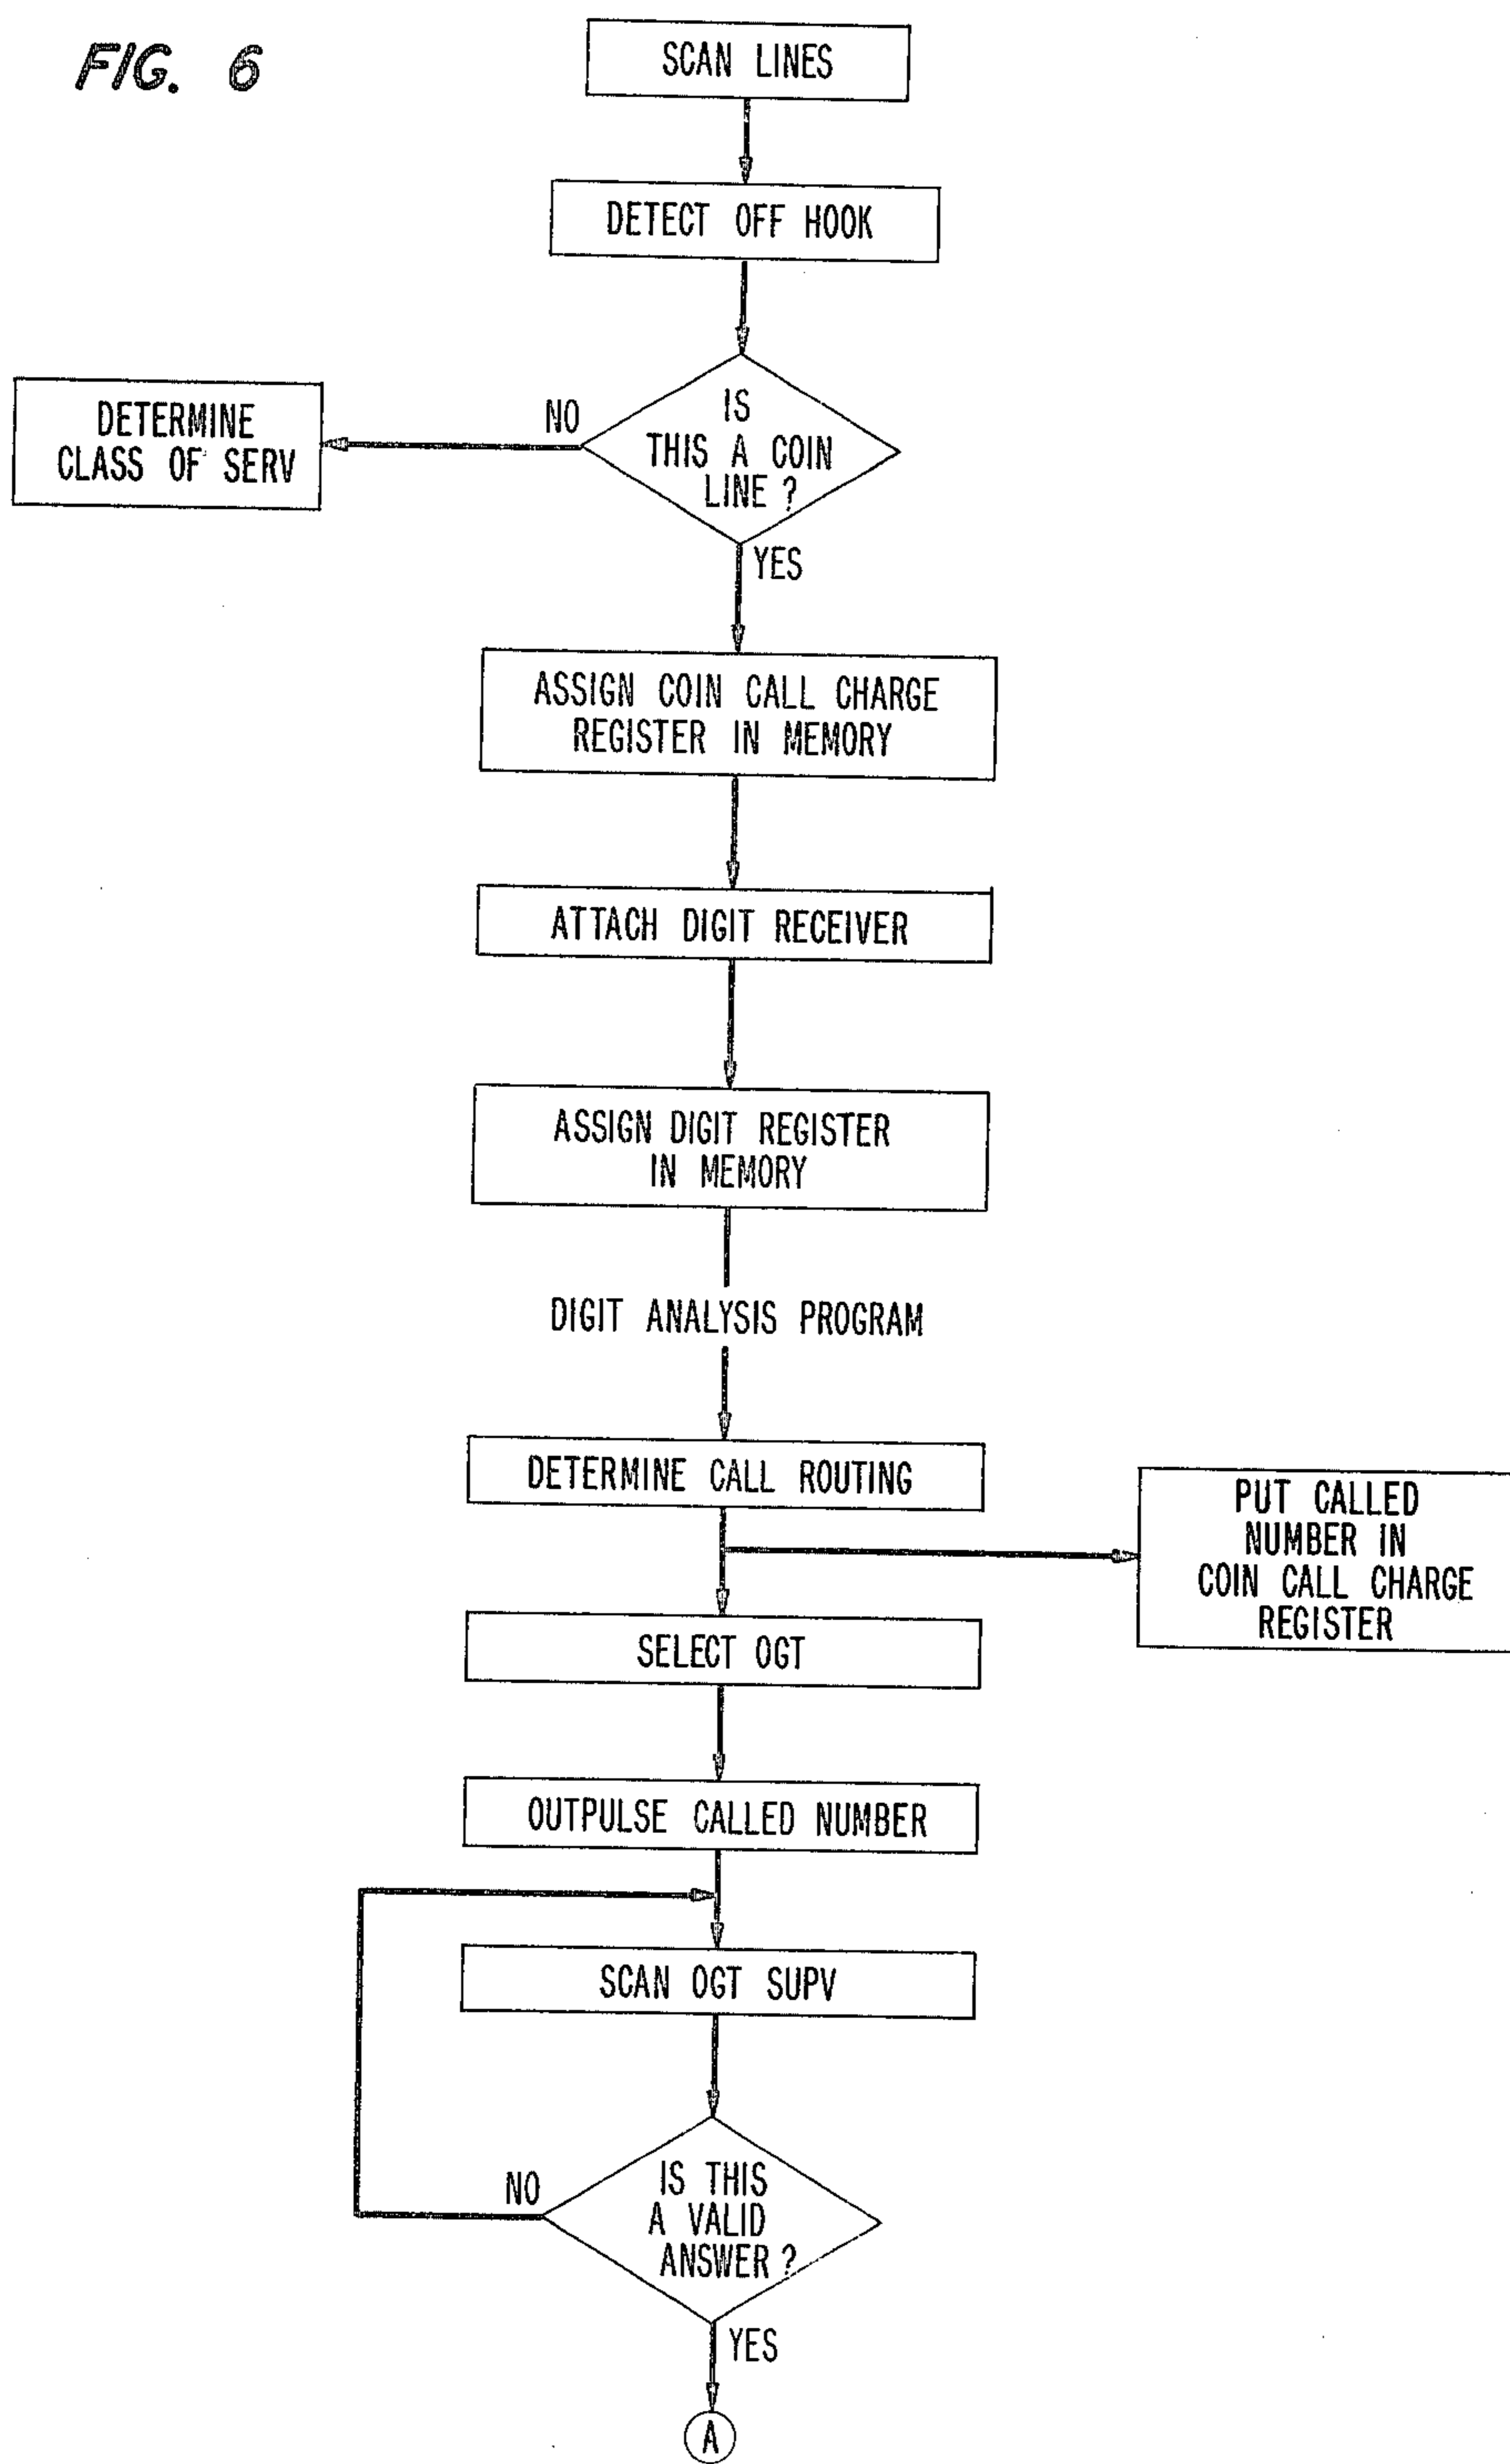 FIG. 6
SCAN LINES
DETECT OFF HOOK
IS
THIS A COIN
LINE ?
NO
DETERMINE
CLASS OF SERV
YES
ASSIGN COIN CALL CHARGE
REGISTER IN MEMORY
ATTACH DIGIT RECEIVER
ASSIGN DIGIT REGISTER
IN MEMORY
DIGIT ANALYSIS PROGRAM
DETERMINE CALL ROUTING
PUT CALLED
NUMBER IN
COIN CALL CHARGE
REGISTER
SELECT OGT
OUTPULSE CALLED NUMBER
SCAN OGT SUPV
IS THIS
A VALID
ANSWER ?
NO
YES
A